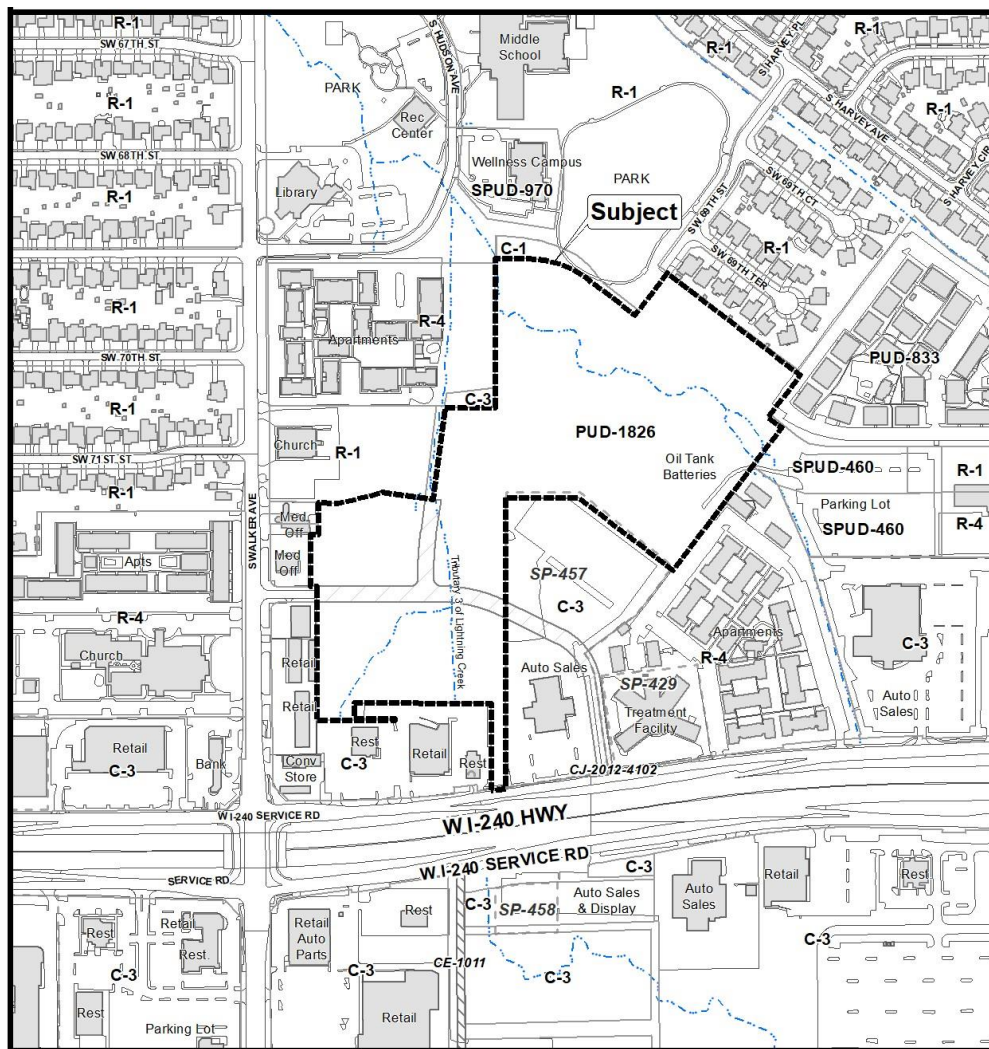 R-1
SW 67TH ST
R-1
SW 68TH ST
R-1
R-1
SW 70TH ST
R-1
SW 71ST ST
R-1
S WALKER AVE
PARK
S HUDSON AVE
Middle
School
Rec
Center
Library
Wellness Campus
SPUD-970
R-1
PARK
Subject
C-1
R-1
S HARVEY PL
R-1
S HARVEY AVE
R-1
S HARVEY CIR
SW 69TH ST
SW 69TH CT
SW 69TH TER
R-1
R-4
Apartments
C-3
PUD-833
PUD-1826
Church
R-1
Oil Tank
Batteries
SPUD-460
R-1
Parking Lot
SPUD-460
R-4
Med
Off
Med
Off
Apts
R-4
Church
Tributary 3 of Lightning Creek
SP-457
C-3
Apartments
R-4
C-3
Retail
Retail
Auto Sales
SP-429
Treatment
Facility
Auto
Sales
Retail
C-3
Bank
Conv
Store
Rest
C-3
Retail
Rest
CJ-2012-4102
W I-240 SERVICE RD
W I-240 HWY
W I-240 SERVICE RD
SERVICE RD
C-3
Rest
Retail
Rest.
C-3
Rest
Parking Lot
Retail
Auto
Parts
Rest
CE-1011
C-3
Retail
C-3
SP-458
Auto Sales
& Display
C-3
Auto
Sales
Retail
Rest
C-3